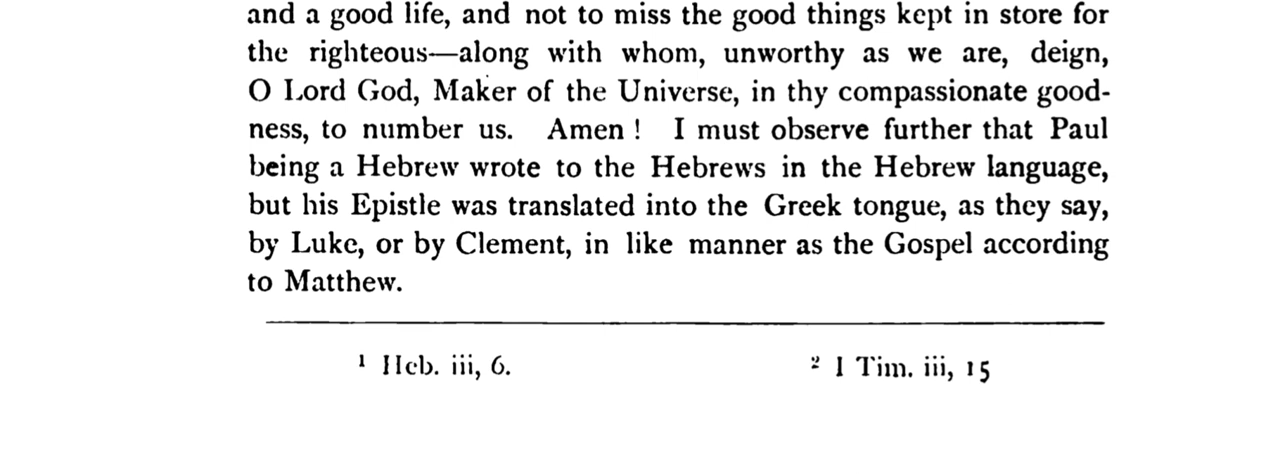 and a good life, and not to miss the good things kept in store for
the righteous—along with whom, unworthy as we are, deign,
O Lord God, Maker of the Universe, in thy compassionate good-
ness, to number us. Amen ! I must observe further that Paul
being a Hebrew wrote to the Hebrews in the Hebrew language,
but his Epistle was translated into the Greek tongue, as they say,
by Luke, or by Clement, in like manner as the Gospel according
to Matthew.
¹ Heb. iii, 6. ² I Tim. iii, 15